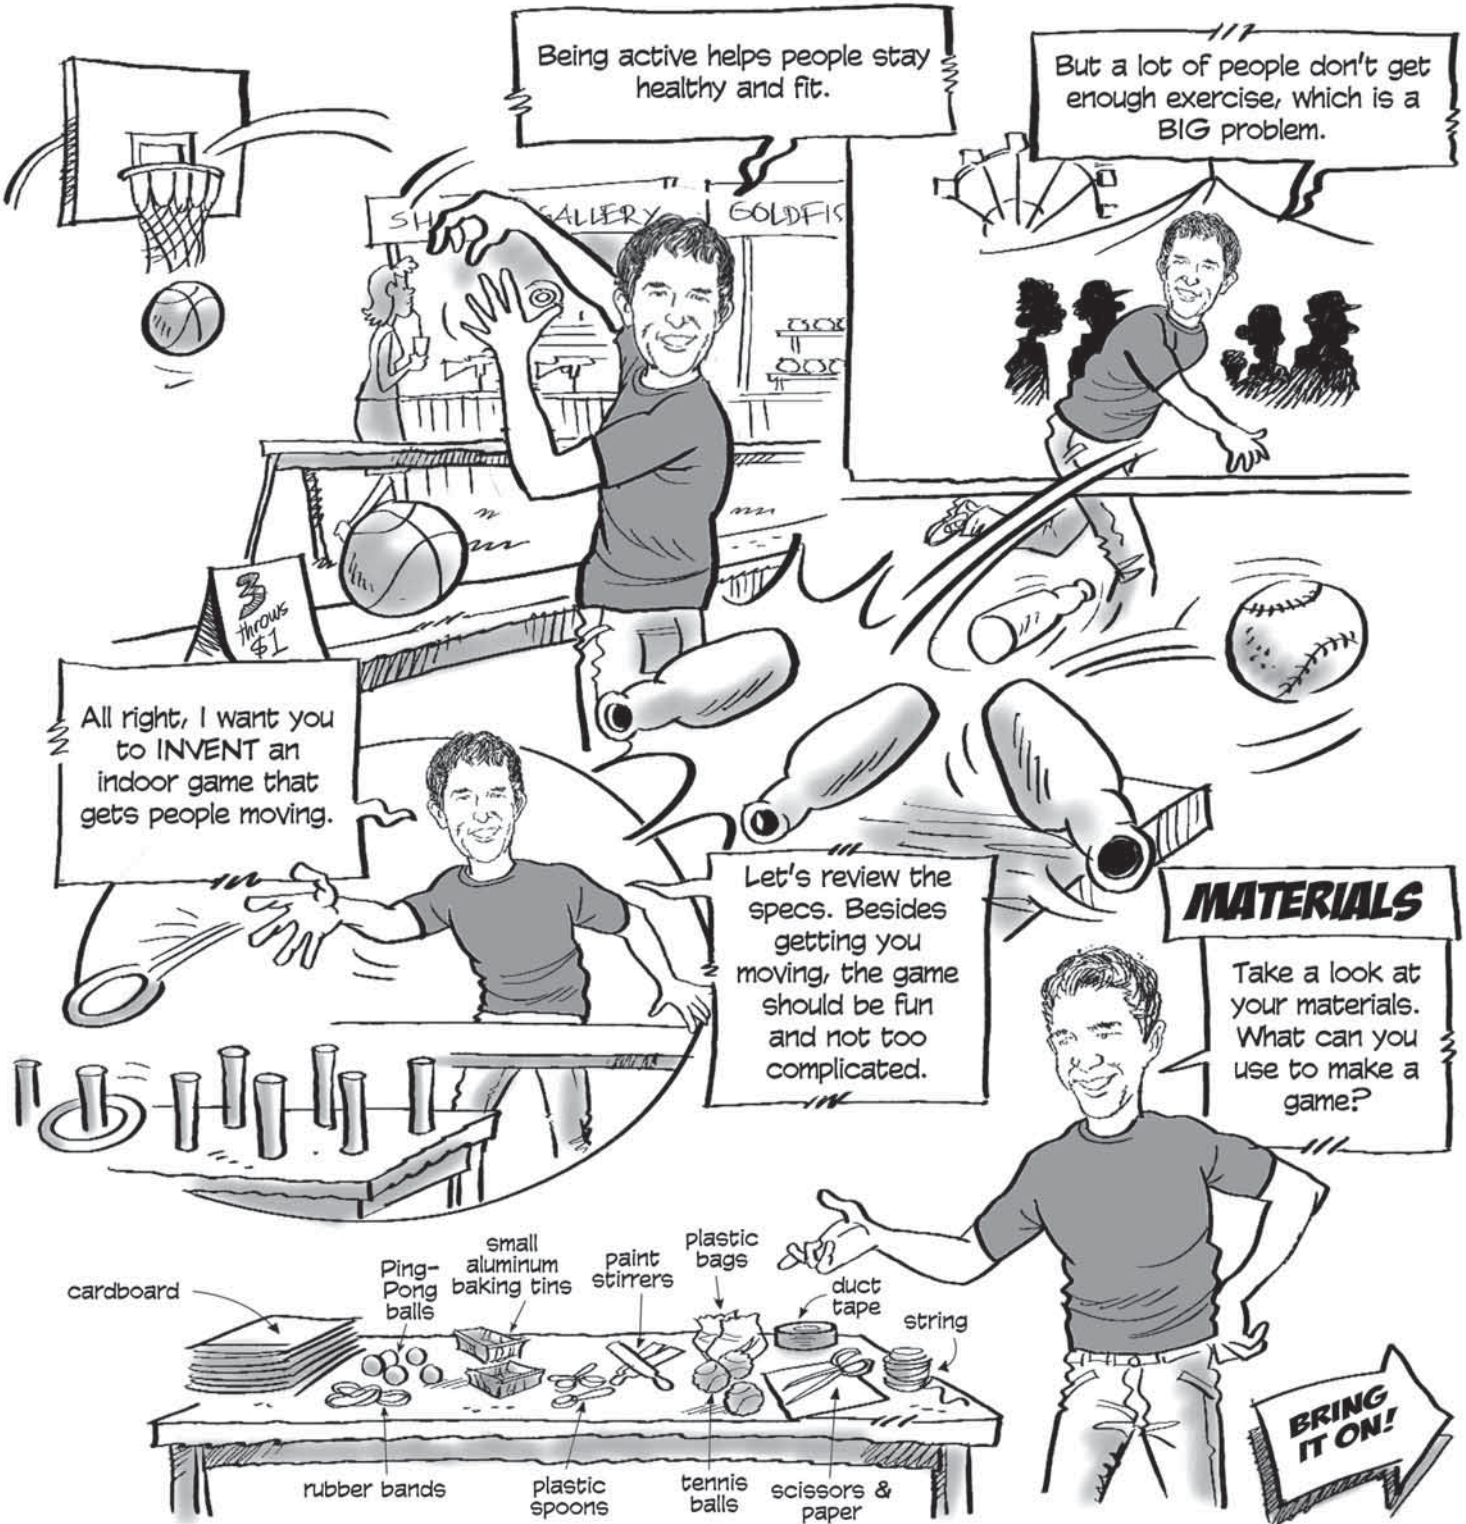 Being active helps people stay
healthy and fit.
But a lot of people don't get
enough exercise, which is a
BIG problem.
GALLERY
3
throws
$1
All right, I want you
to INVENT an
indoor game that
gets people moving.
Let's review the
specs. Besides
getting you
moving, the game
should be fun
and not too
complicated.
MATERIALS
Take a look at
your materials.
What can you
use to make a
game?
cardboard
Ping-
Pong
balls
small
aluminum
baking tins
paint
stirrers
plastic
bags
duct
tape
string
rubber bands
plastic
spoons
tennis
balls
scissors &
paper
BRING
IT ON!